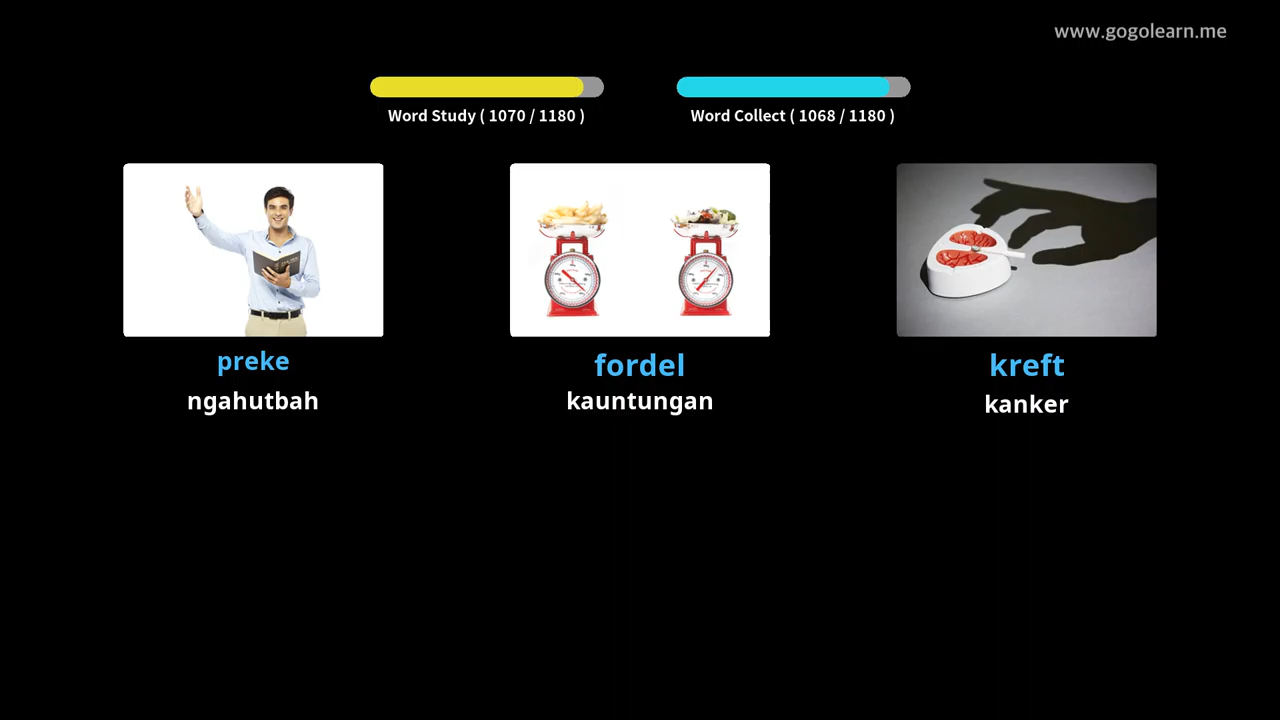 www.gogolearn.me
Word Study ( 1070 / 1180 )
Word Collect ( 1068 / 1180 )
preke
ngahutbah
fordel
kauntungan
kreft
kanker